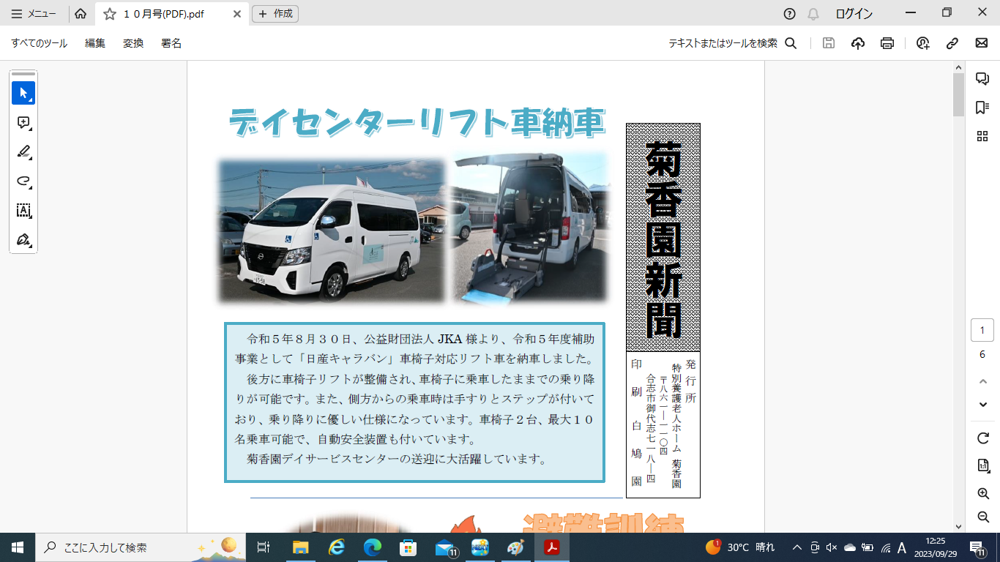 メニュー
１０月号(PDF).pdf
作成
ログイン
すべてのツール
編集
変換
署名
テキストまたはツールを検索
デイセンターリフト車納車
菊香園新聞
発行所
特別養護老人ホーム 菊香園
〒八六一―一一〇四
合志市御代志七一八―四
印刷 白鳩園
令和５年８月３０日、公益財団法人 JKA 様より、令和５年度補助
事業として「日産キャラバン」車椅子対応リフト車を納車しました。
後方に車椅子リフトが整備され、車椅子に乗車したままでの乗り降
りが可能です。また、側方からの乗車時は手すりとステップが付いて
おり、乗り降りに優しい仕様になっています。車椅子２台、最大１０
名乗車可能で、自動安全装置も付いています。
菊香園デイサービスセンターの送迎に大活躍しています。
避難訓練
1
6
1:1
ここに入力して検索
11
NEXT
1
30°C 晴れ
A
12:25
2023/09/29
11